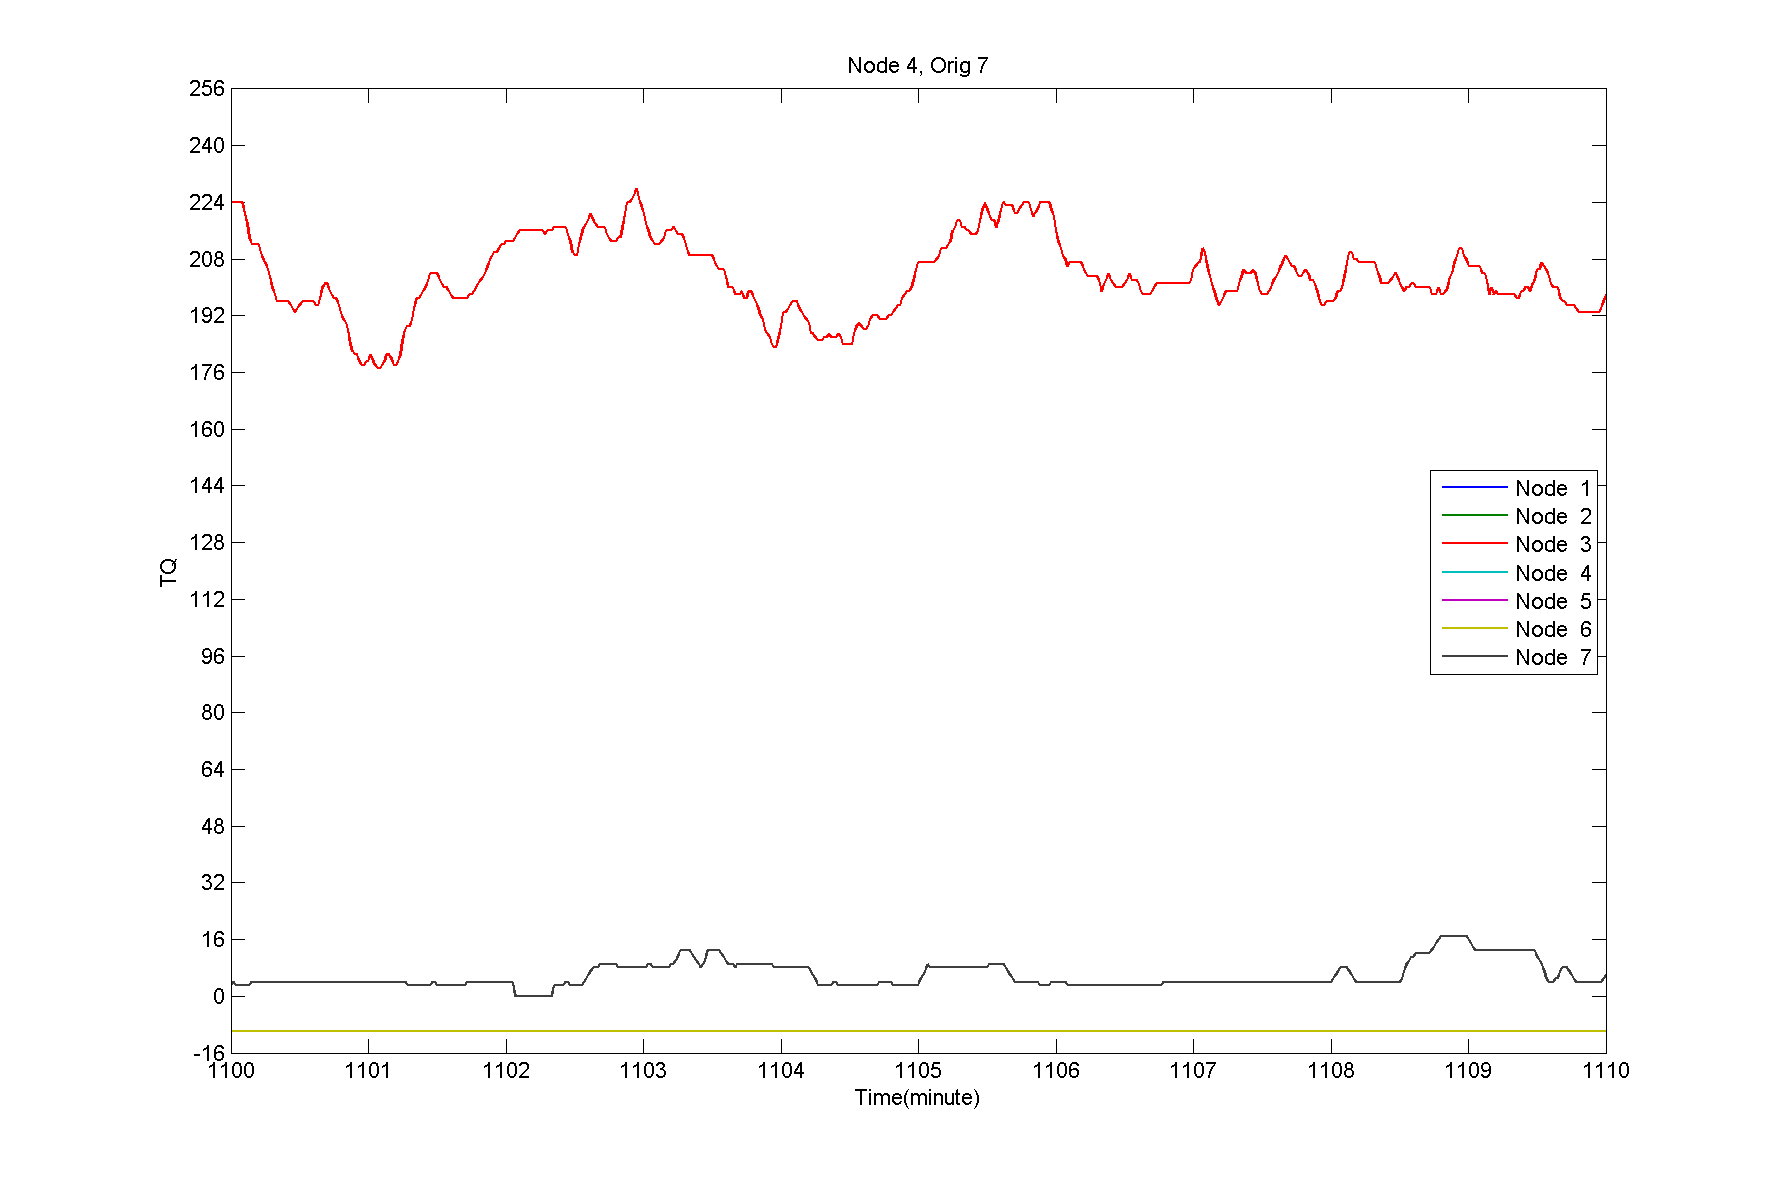 Node 4, Orig 7
256
240
224
208
192
176
160
144
128
112
96
80
64
48
32
16
0
-16
TQ
Node 1
Node 2
Node 3
Node 4
Node 5
Node 6
Node 7
1100 1101 1102 1103 1104 1105 1106 1107 1108 1109 1110
Time(minute)